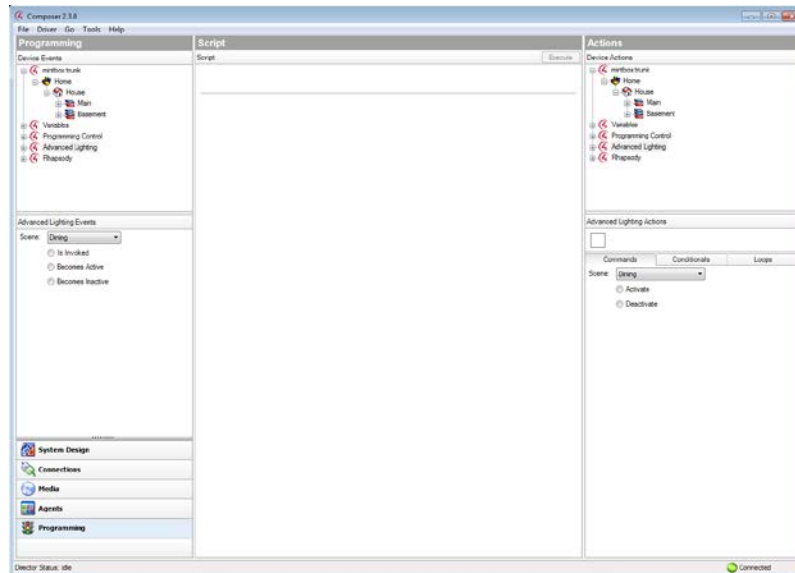 Composer 2.3.8
File Driver Go Tools Help
Programming
Device Events
mintbox trunk
Home
House
Main
Basement
Variables
Programming Control
Advanced Lighting
Rhapsody
Advanced Lighting Events
Scene: Dining
Is Invoked
Becomes Active
Becomes Inactive
System Design
Connections
Media
Agents
Programming
Script
Script Execute
Actions
Device Actions
mintbox trunk
Home
House
Main
Basement
Variables
Programming Control
Advanced Lighting
Rhapsody
Advanced Lighting Actions
Commands Conditionals Loops
Scene: Dining
Activate
Deactivate
Director Status: Idle
Connected